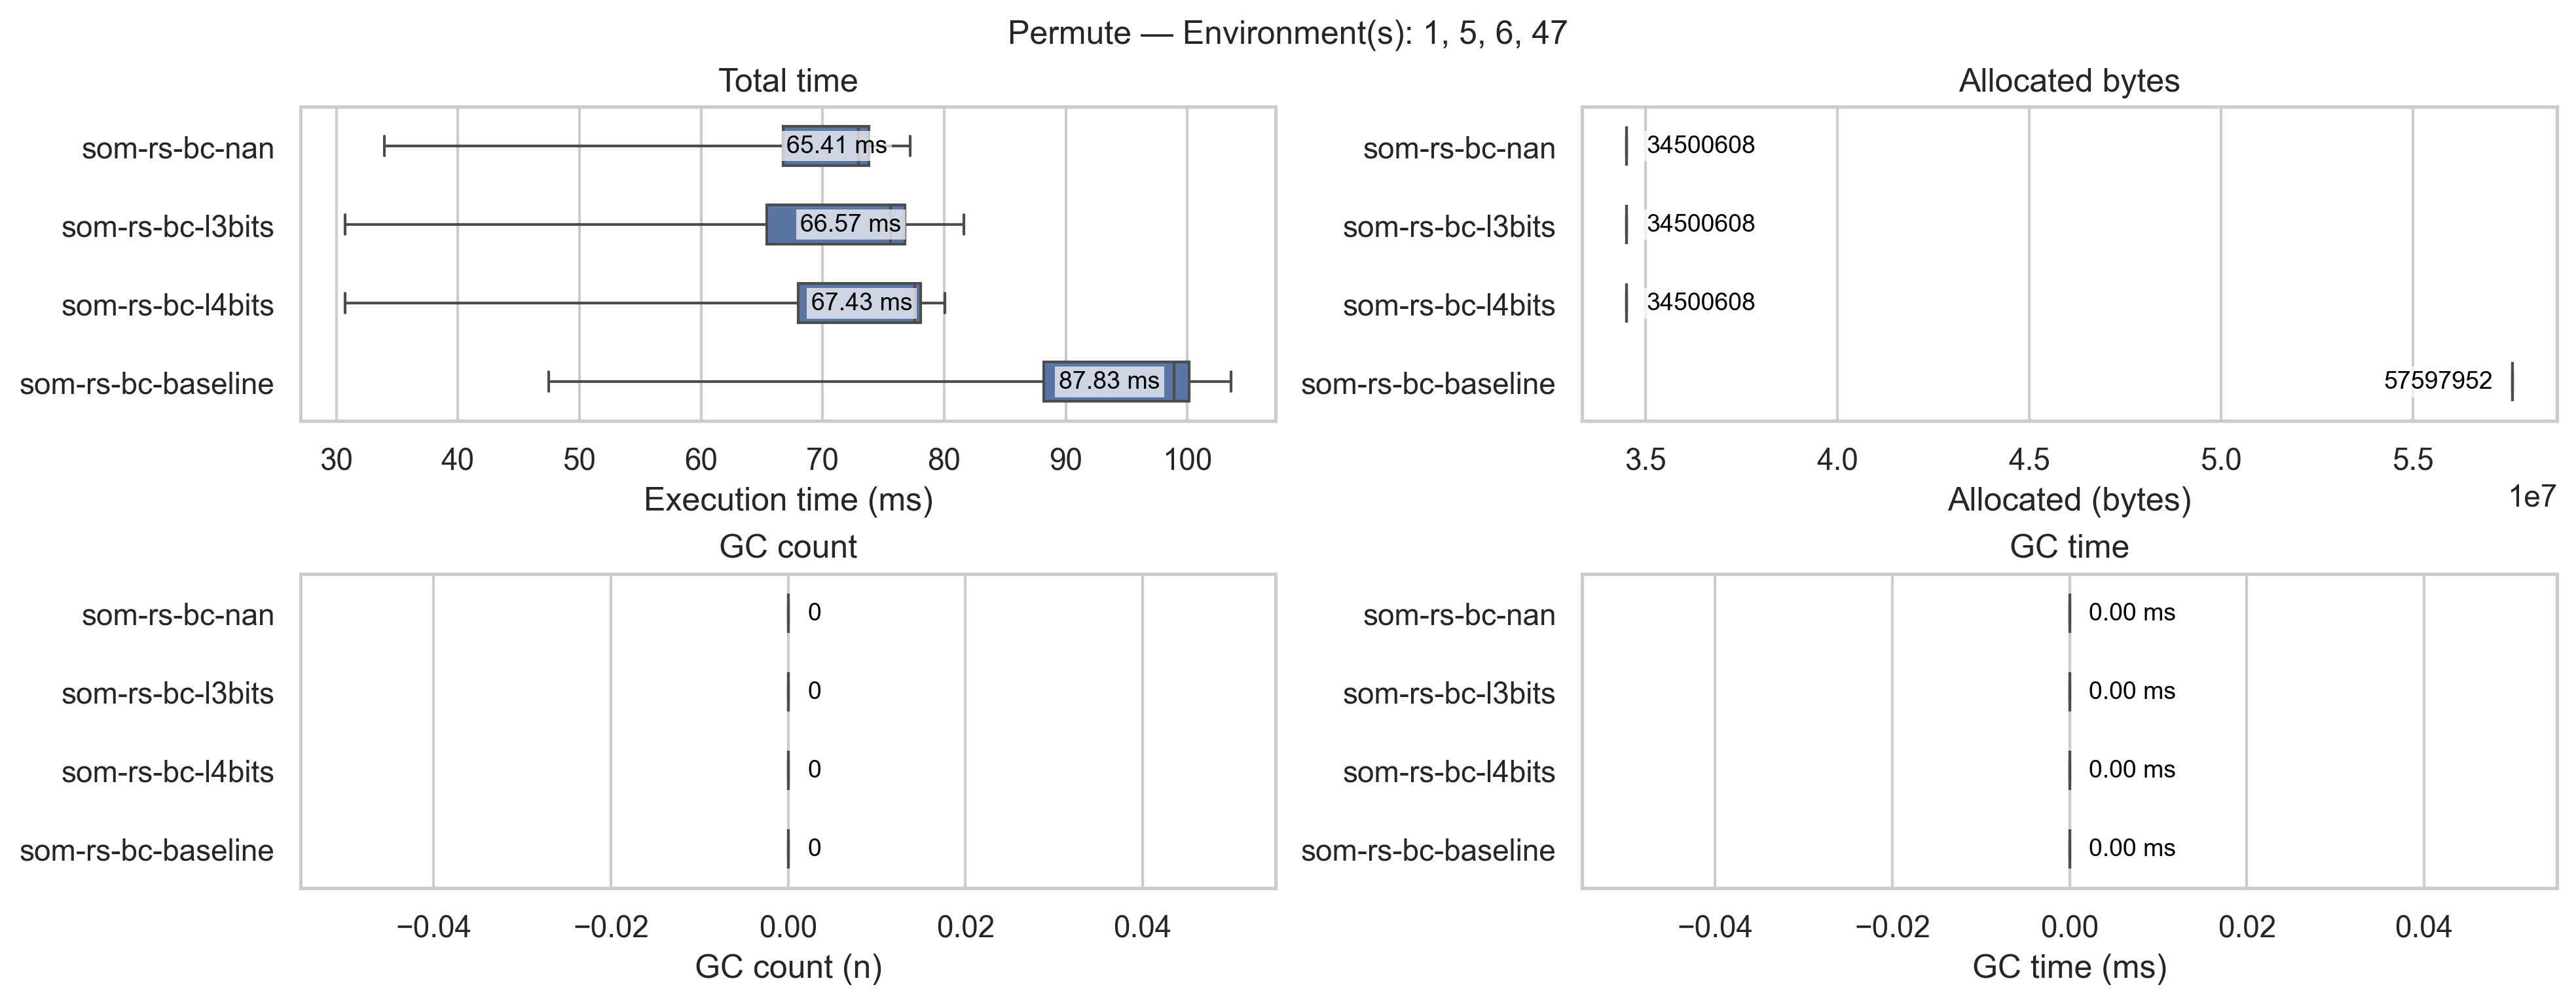 Permute — Environment(s): 1, 5, 6, 47
Total time
som-rs-bc-nan
65.41 ms
som-rs-bc-l3bits
66.57 ms
som-rs-bc-l4bits
67.43 ms
som-rs-bc-baseline
87.83 ms
30 40 50 60 70 80 90 100
Execution time (ms)
Allocated bytes
som-rs-bc-nan
34500608
som-rs-bc-l3bits
34500608
som-rs-bc-l4bits
34500608
som-rs-bc-baseline
57597952
3.5 4.0 4.5 5.0 5.5
1e7
Allocated (bytes)
GC count
som-rs-bc-nan
0
som-rs-bc-l3bits
0
som-rs-bc-l4bits
0
som-rs-bc-baseline
0
−0.04 −0.02 0.00 0.02 0.04
GC count (n)
GC time
som-rs-bc-nan
0.00 ms
som-rs-bc-l3bits
0.00 ms
som-rs-bc-l4bits
0.00 ms
som-rs-bc-baseline
0.00 ms
−0.04 −0.02 0.00 0.02 0.04
GC time (ms)